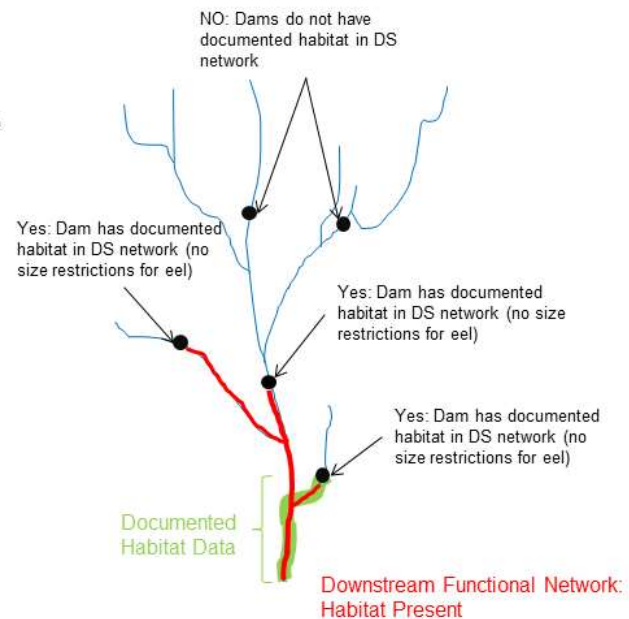 NO: Dams do not have
documented habitat in DS
network
Yes: Dam has documented
habitat in DS network (no
size restrictions for eel)
Yes: Dam has documented
habitat in DS network (no size
restrictions for eel)
Yes: Dam has documented
habitat in DS network (no
size restrictions for eel)
Documented
Habitat Data
Downstream Functional Network:
Habitat Present